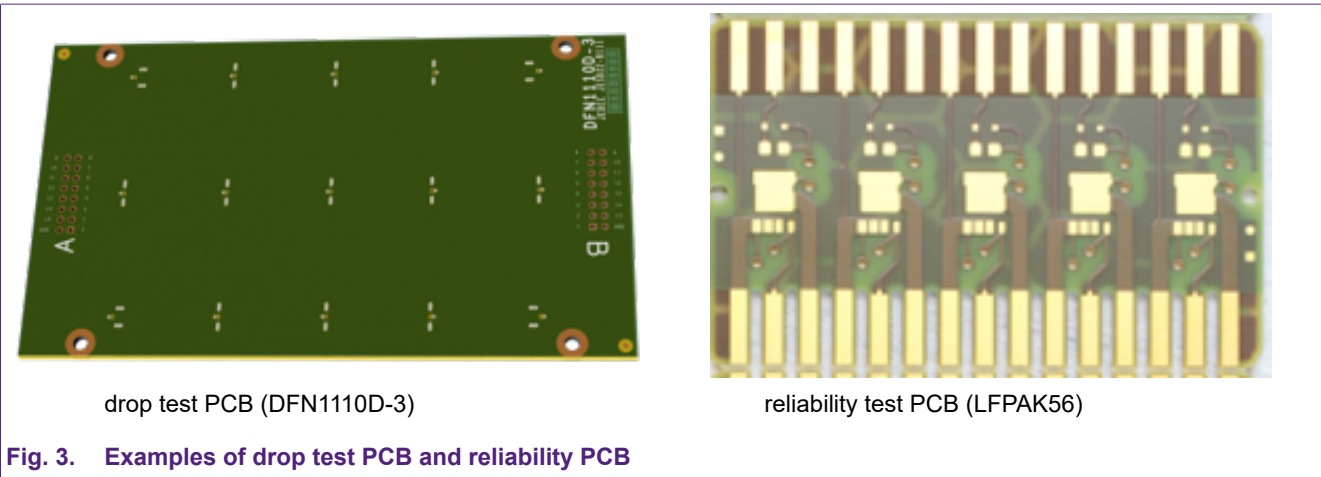 DFN1110D-3
A
B
drop test PCB (DFN1110D-3)
reliability test PCB (LFPAK56)
Fig. 3. Examples of drop test PCB and reliability PCB